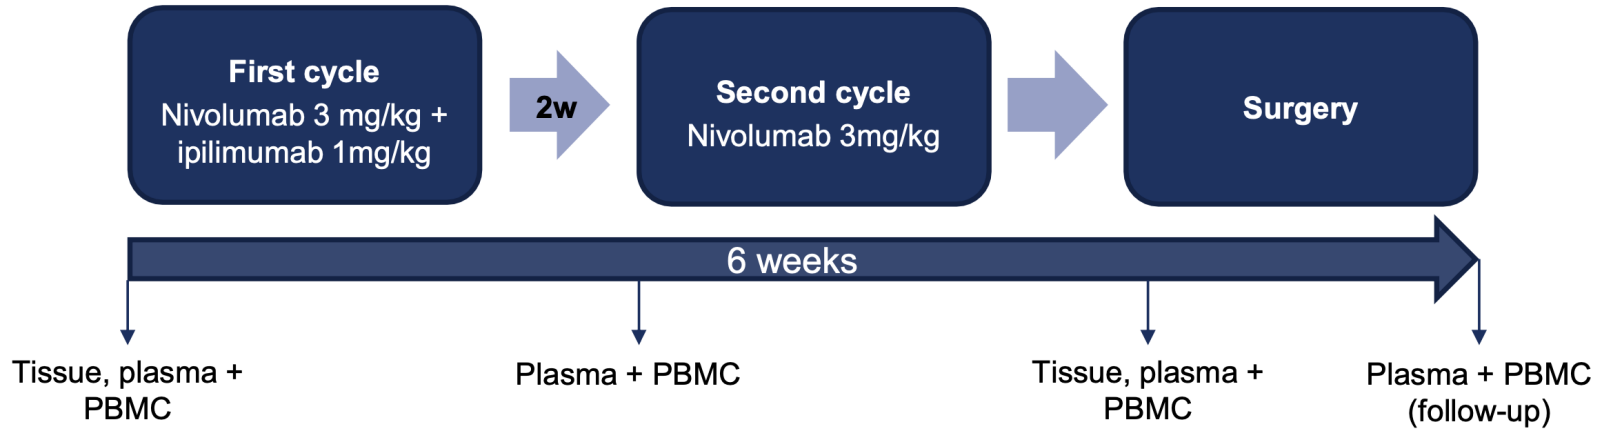 First cycle
Nivolumab 3 mg/kg +
ipilimumab 1mg/kg
2w
Second cycle
Nivolumab 3mg/kg
Surgery
6 weeks
Tissue, plasma +
PBMC
Plasma + PBMC
Tissue, plasma +
PBMC
Plasma + PBMC
(follow-up)